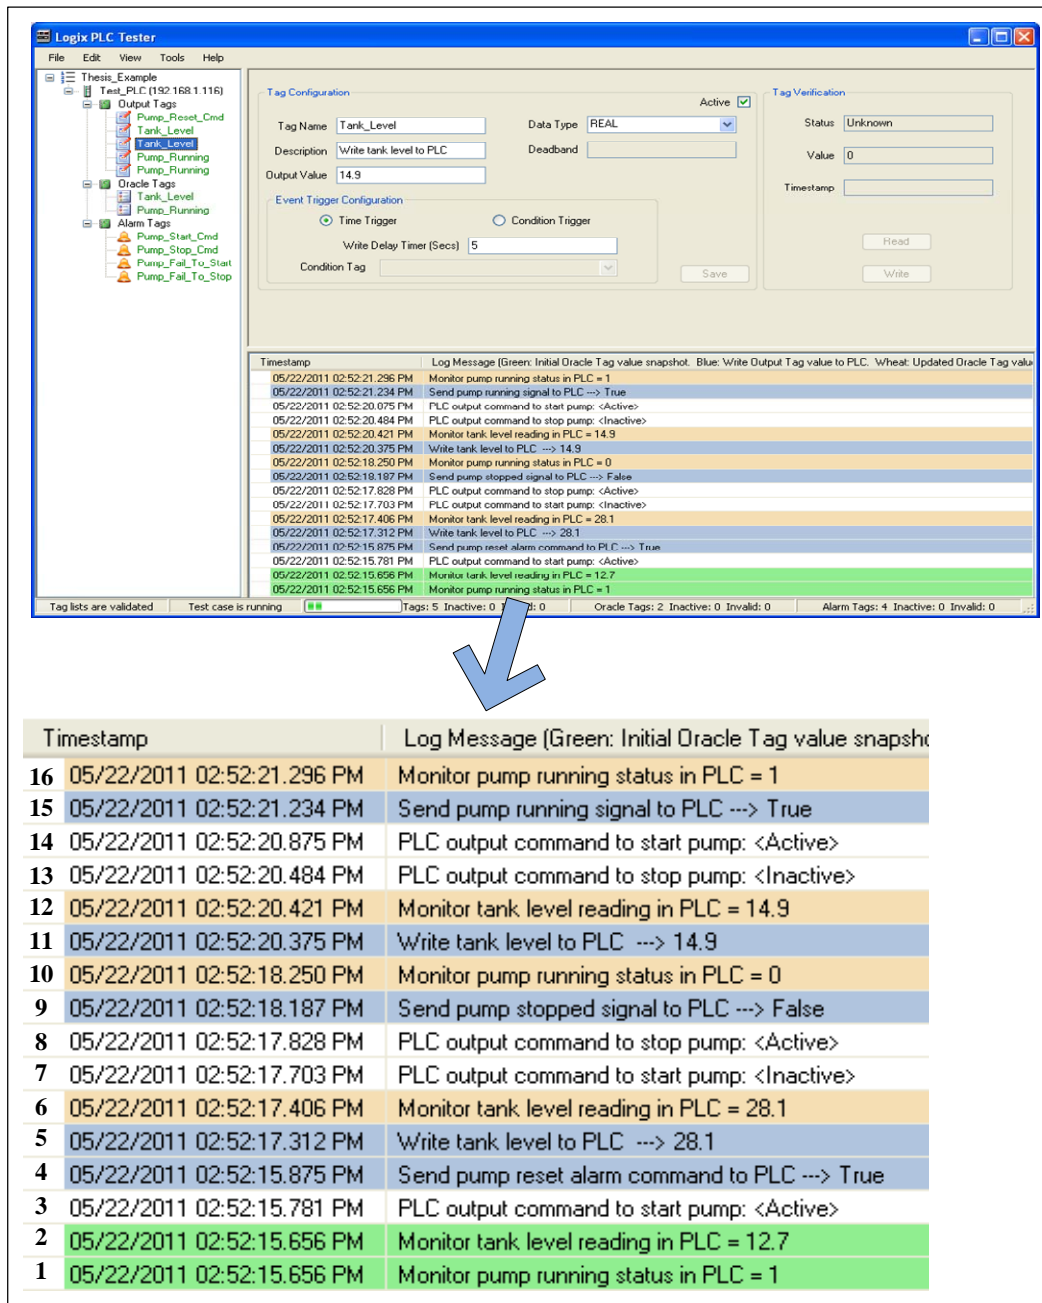 Logix PLC Tester
File Edit View Tools Help
Thesis_Example
Test_PLC (192.168.1.116)
Output Tags
Pump_Reset_Cmd
Tank_Level
Tank_Level
Pump_Running
Pump_Running
Oracle Tags
Tank_Level
Pump_Running
Alarm Tags
Pump_Start_Cmd
Pump_Stop_Cmd
Pump_Fail_To_Start
Pump_Fail_To_Stop
Tag Configuration
Active
Tag Name Tank_Level Data Type REAL
Description Write tank level to PLC Deadband
Output Value 14.9
Event Trigger Configuration
Time Trigger Condition Trigger
Write Delay Timer (Secs) 5
Condition Tag
Save
Tag Verification
Status Unknown
Value 0
Timestamp
Read
Write
Timestamp Log Message (Green: Initial Oracle Tag value snapshot. Blue: Write Output Tag value to PLC. Wheat: Updated Oracle Tag valu
05/22/2011 02:52:21.296 PM Monitor pump running status in PLC = 1
05/22/2011 02:52:21.234 PM Send pump running signal to PLC ---> True
05/22/2011 02:52:20.875 PM PLC output command to start pump: <Active>
05/22/2011 02:52:20.484 PM PLC output command to stop pump: <Inactive>
05/22/2011 02:52:20.421 PM Monitor tank level reading in PLC = 14.9
05/22/2011 02:52:20.375 PM Write tank level to PLC ---> 14.9
05/22/2011 02:52:18.250 PM Monitor pump running status in PLC = 0
05/22/2011 02:52:18.187 PM Send pump stopped signal to PLC ---> False
05/22/2011 02:52:17.828 PM PLC output command to stop pump: <Active>
05/22/2011 02:52:17.703 PM PLC output command to start pump: <Inactive>
05/22/2011 02:52:17.406 PM Monitor tank level reading in PLC = 28.1
05/22/2011 02:52:17.312 PM Write tank level to PLC ---> 28.1
05/22/2011 02:52:15.875 PM Send pump reset alarm command to PLC ---> True
05/22/2011 02:52:15.781 PM PLC output command to start pump: <Active>
05/22/2011 02:52:15.656 PM Monitor tank level reading in PLC = 12.7
05/22/2011 02:52:15.656 PM Monitor pump running status in PLC = 1
Tag lists are validated Test case is running Tags: 5 Inactive: 0 d: 0 Oracle Tags: 2 Inactive: 0 Invalid: 0 Alarm Tags: 4 Inactive: 0 Invalid: 0
Timestamp Log Message (Green: Initial Oracle Tag value snapsho
16 05/22/2011 02:52:21.296 PM Monitor pump running status in PLC = 1
15 05/22/2011 02:52:21.234 PM Send pump running signal to PLC ---> True
14 05/22/2011 02:52:20.875 PM PLC output command to start pump: <Active>
13 05/22/2011 02:52:20.484 PM PLC output command to stop pump: <Inactive>
12 05/22/2011 02:52:20.421 PM Monitor tank level reading in PLC = 14.9
11 05/22/2011 02:52:20.375 PM Write tank level to PLC ---> 14.9
10 05/22/2011 02:52:18.250 PM Monitor pump running status in PLC = 0
9 05/22/2011 02:52:18.187 PM Send pump stopped signal to PLC ---> False
8 05/22/2011 02:52:17.828 PM PLC output command to stop pump: <Active>
7 05/22/2011 02:52:17.703 PM PLC output command to start pump: <Inactive>
6 05/22/2011 02:52:17.406 PM Monitor tank level reading in PLC = 28.1
5 05/22/2011 02:52:17.312 PM Write tank level to PLC ---> 28.1
4 05/22/2011 02:52:15.875 PM Send pump reset alarm command to PLC ---> True
3 05/22/2011 02:52:15.781 PM PLC output command to start pump: <Active>
2 05/22/2011 02:52:15.656 PM Monitor tank level reading in PLC = 12.7
1 05/22/2011 02:52:15.656 PM Monitor pump running status in PLC = 1